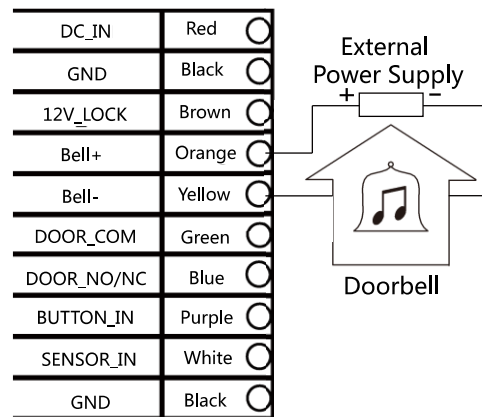 DC_IN Red
GND Black
12V_LOCK Brown
Bell+ Orange
Bell- Yellow
DOOR_COM Green
DOOR_NO/NC Blue
BUTTON_IN Purple
SENSOR_IN White
GND Black
External
Power Supply
+ -
Doorbell